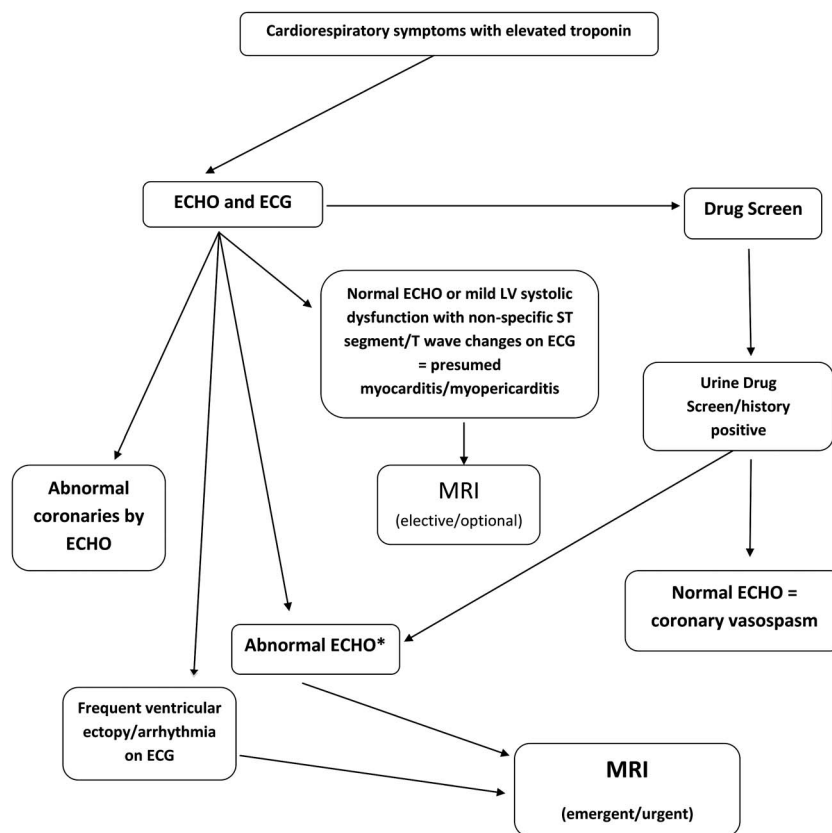 Cardiorespiratory symptoms with elevated troponin
ECHO and ECG
Drug Screen
Normal ECHO or mild LV systolic
dysfunction with non-specific ST
segment/T wave changes on ECG
= presumed
myocarditis/myopericarditis
Urine Drug
Screen/history
positive
Abnormal
coronaries by
ECHO
MRI
(elective/optional)
Normal ECHO =
coronary vasospasm
Abnormal ECHO*
Frequent ventricular
ectopy/arrhythmia
on ECG
MRI
(emergent/urgent)